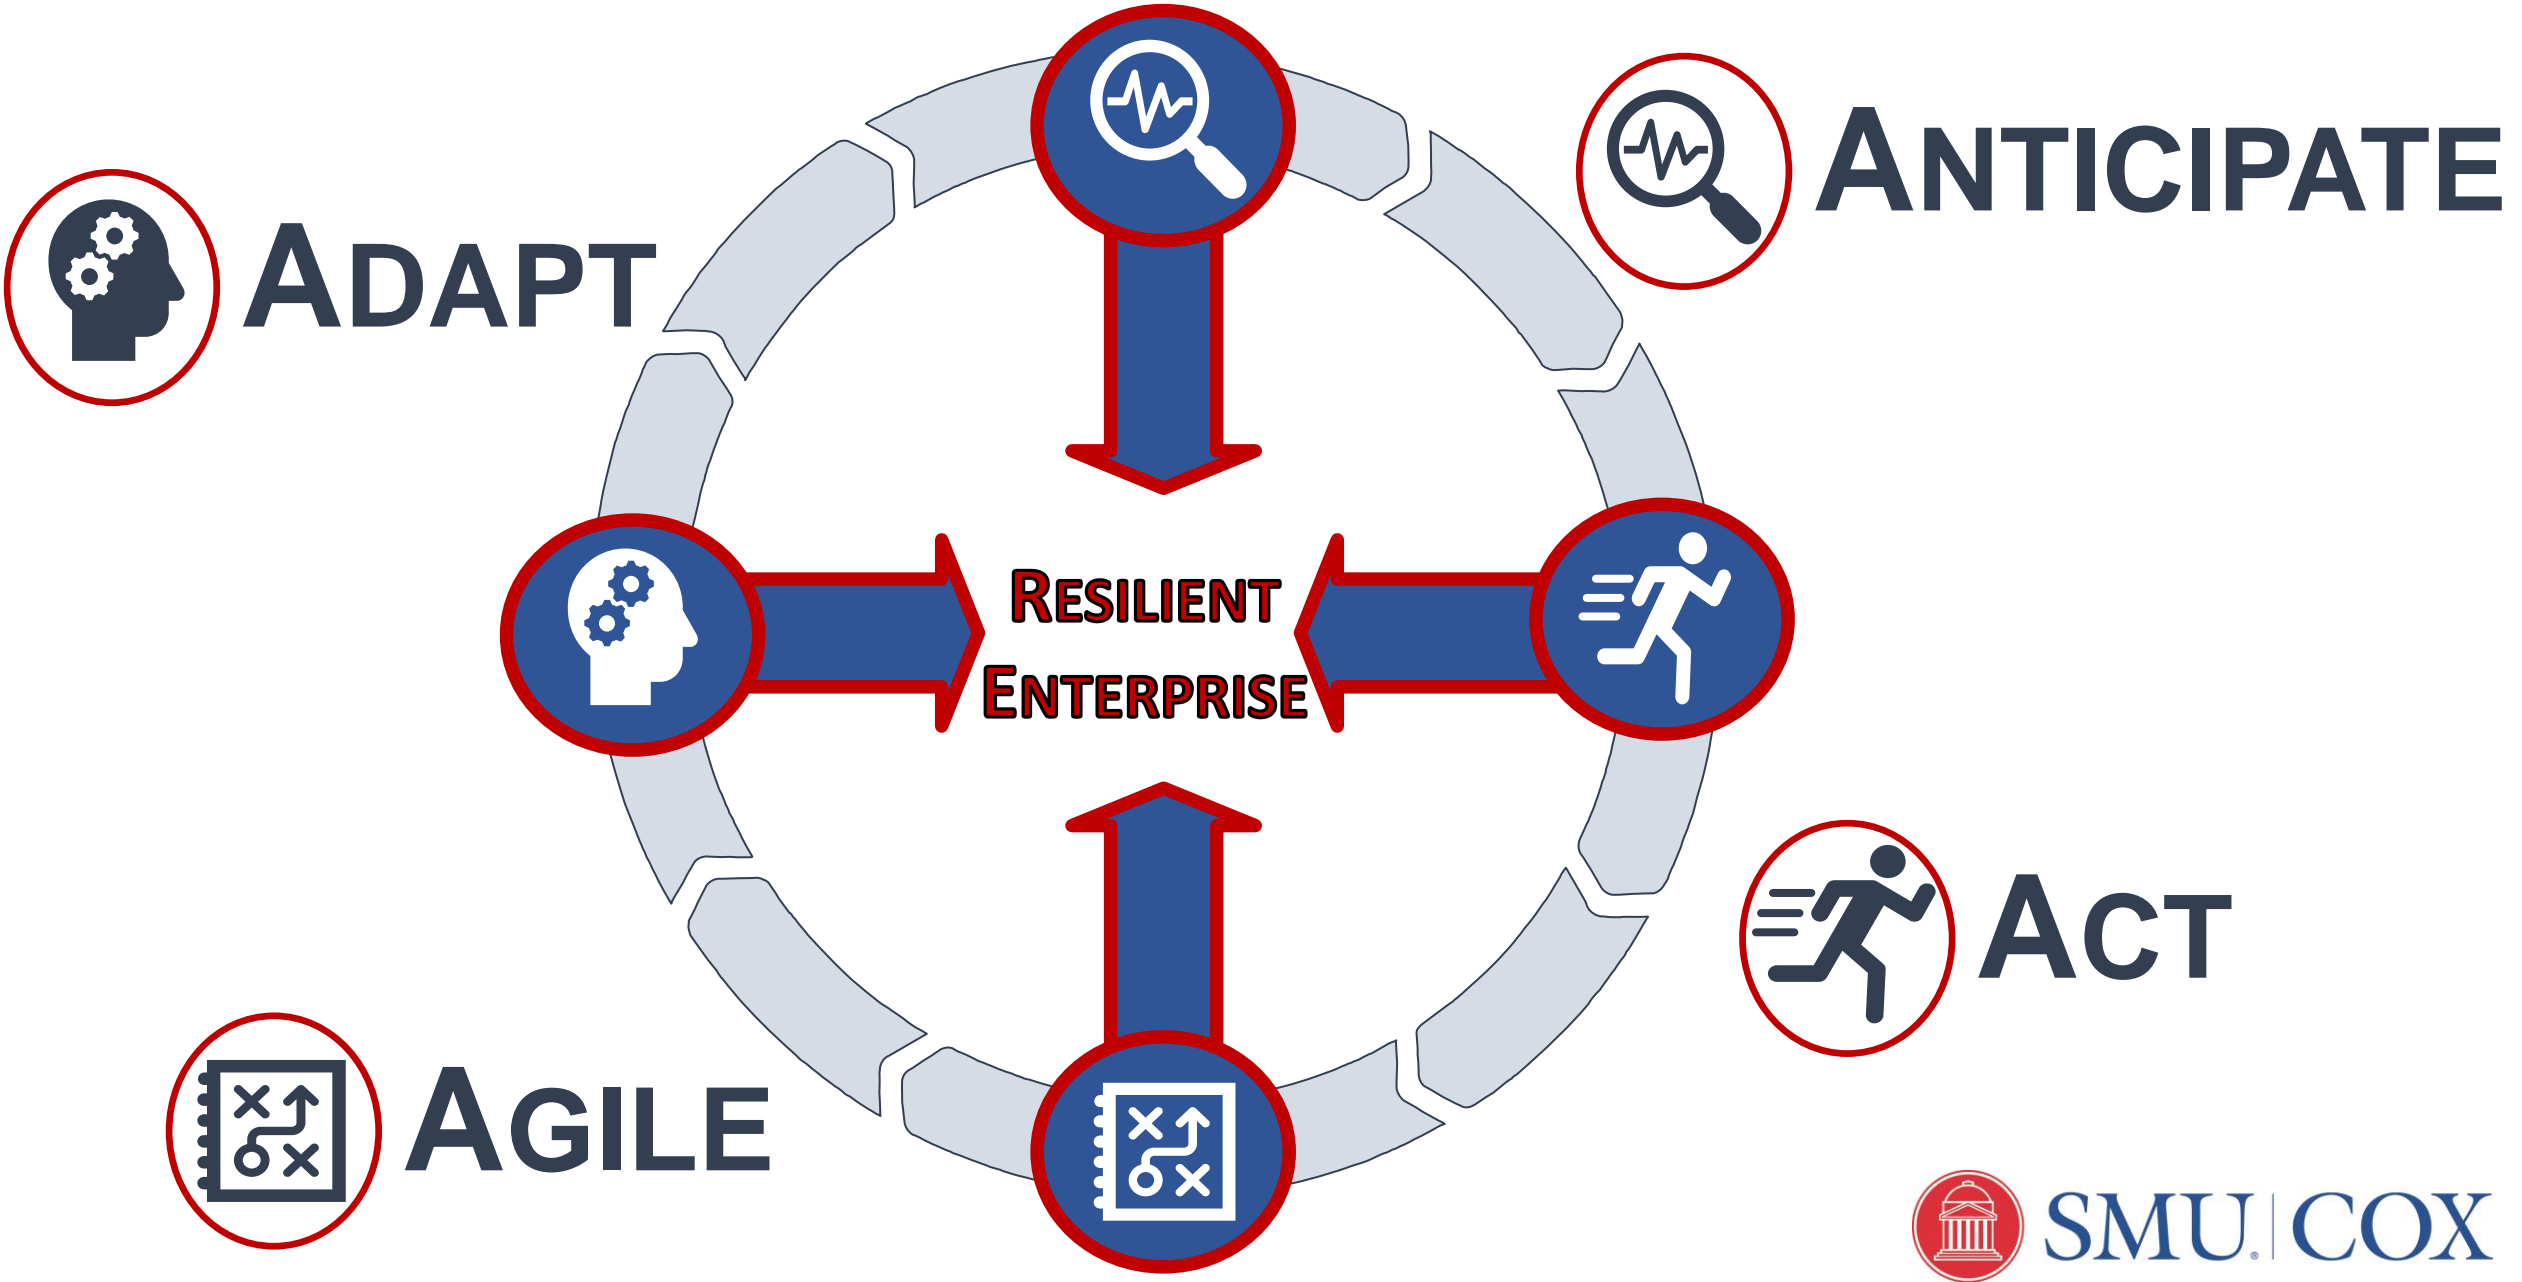 ANTICIPATE
ADAPT
RESILIENT
ENTERPRISE
ACT
AGILE
SMU® | COX